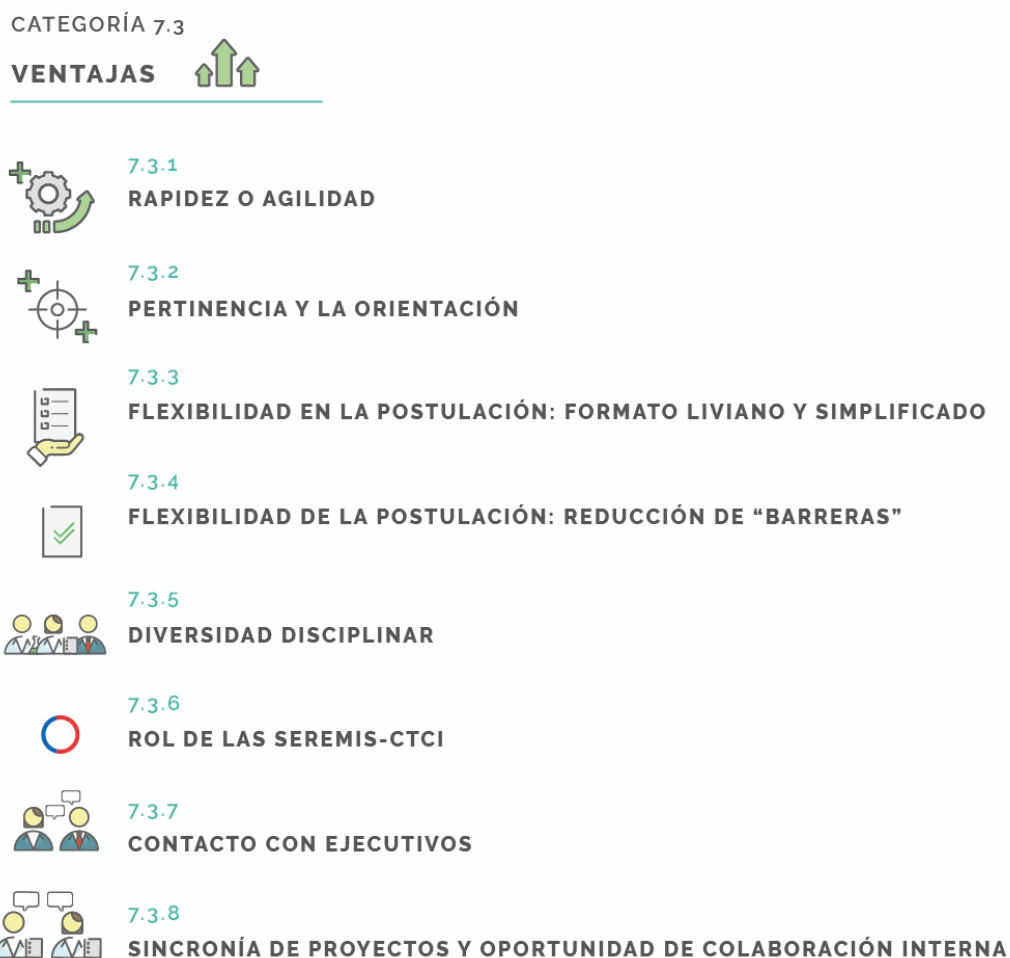 CATEGORÍA 7.3
VENTAJAS
7.3.1
RAPIDEZ O AGILIDAD
7.3.2
PERTINENCIA Y LA ORIENTACIÓN
7.3.3
FLEXIBILIDAD EN LA POSTULACIÓN: FORMATO LIVIANO Y SIMPLIFICADO
7.3.4
FLEXIBILIDAD DE LA POSTULACIÓN: REDUCCIÓN DE “BARRERAS”
7.3.5
DIVERSIDAD DISCIPLINAR
7.3.6
ROL DE LAS SEREMIS-CTCI
7.3.7
CONTACTO CON EJECUTIVOS
7.3.8
SINCRONÍA DE PROYECTOS Y OPORTUNIDAD DE COLABORACIÓN INTERNA